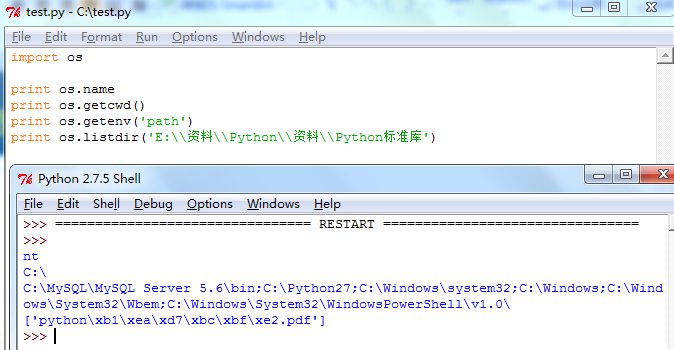 test.py - C:\test.py
File Edit Format Run Options Windows Help
import os
print os.name
print os.getcwd()
print os.getenv('path')
print os.listdir('E:\\资料\\Python\\资料\\Python标准库')
Python 2.7.5 Shell
File Edit Shell Debug Options Windows Help
>>> ================================ RESTART ================================
>>>
nt
C:\
C:\MySQL\MySQL Server 5.6\bin;C:\Python27;C:\Windows\system32;C:\Windows;C:\Wind
ows\System32\Wbem;C:\Windows\System32\WindowsPowerShell\v1.0\
['python\xb1\xea\xd7\xbc\xbf\xe2.pdf']
>>>